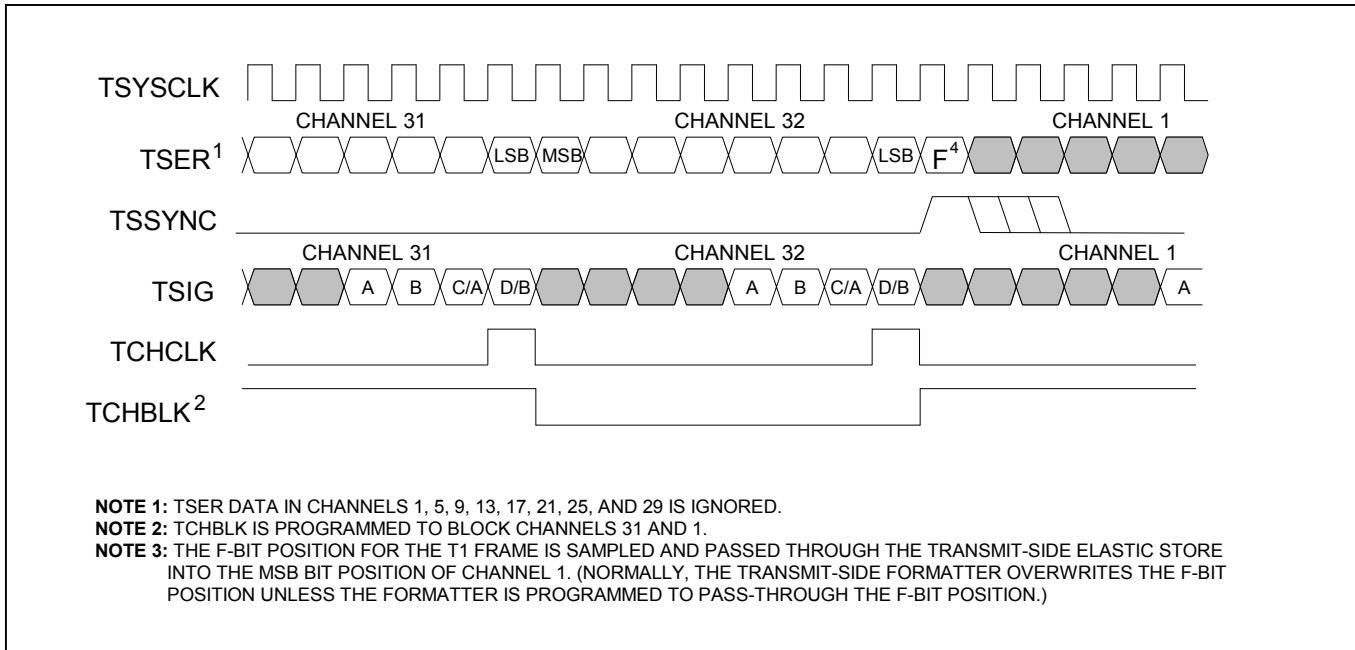 TSYSCLK
CHANNEL 31 CHANNEL 32 CHANNEL 1
TSER1 LSB MSB LSB F4
TSSYNC
CHANNEL 31 CHANNEL 32 CHANNEL 1
TSIG A B C/A D/B A B C/A D/B A
TCHCLK
TCHBLK2
NOTE 1: TSER DATA IN CHANNELS 1, 5, 9, 13, 17, 21, 25, AND 29 IS IGNORED.
NOTE 2: TCHBLK IS PROGRAMMED TO BLOCK CHANNELS 31 AND 1.
NOTE 3: THE F-BIT POSITION FOR THE T1 FRAME IS SAMPLED AND PASSED THROUGH THE TRANSMIT-SIDE ELASTIC STORE
INTO THE MSB BIT POSITION OF CHANNEL 1. (NORMALLY, THE TRANSMIT-SIDE FORMATTER OVERWRITES THE F-BIT
POSITION UNLESS THE FORMATTER IS PROGRAMMED TO PASS-THROUGH THE F-BIT POSITION.)